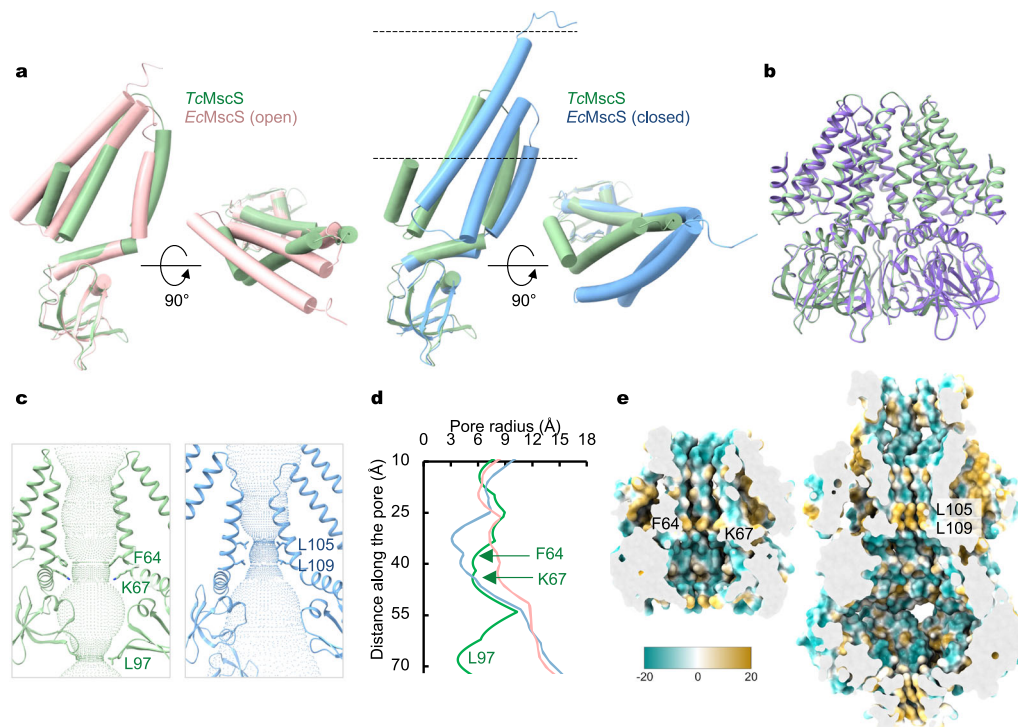 a
TcMscS
EcMscS (open)
90°
TcMscS
EcMscS (closed)
90°
b
c
F64
K67
L97
L105
L109
d
Pore radius (Å)
0 3 6 9 12 15 18
Distance along the pore (Å)
10
25
40
55
70
F64
K67
L97
e
F64
K67
L105
L109
-20 0 20